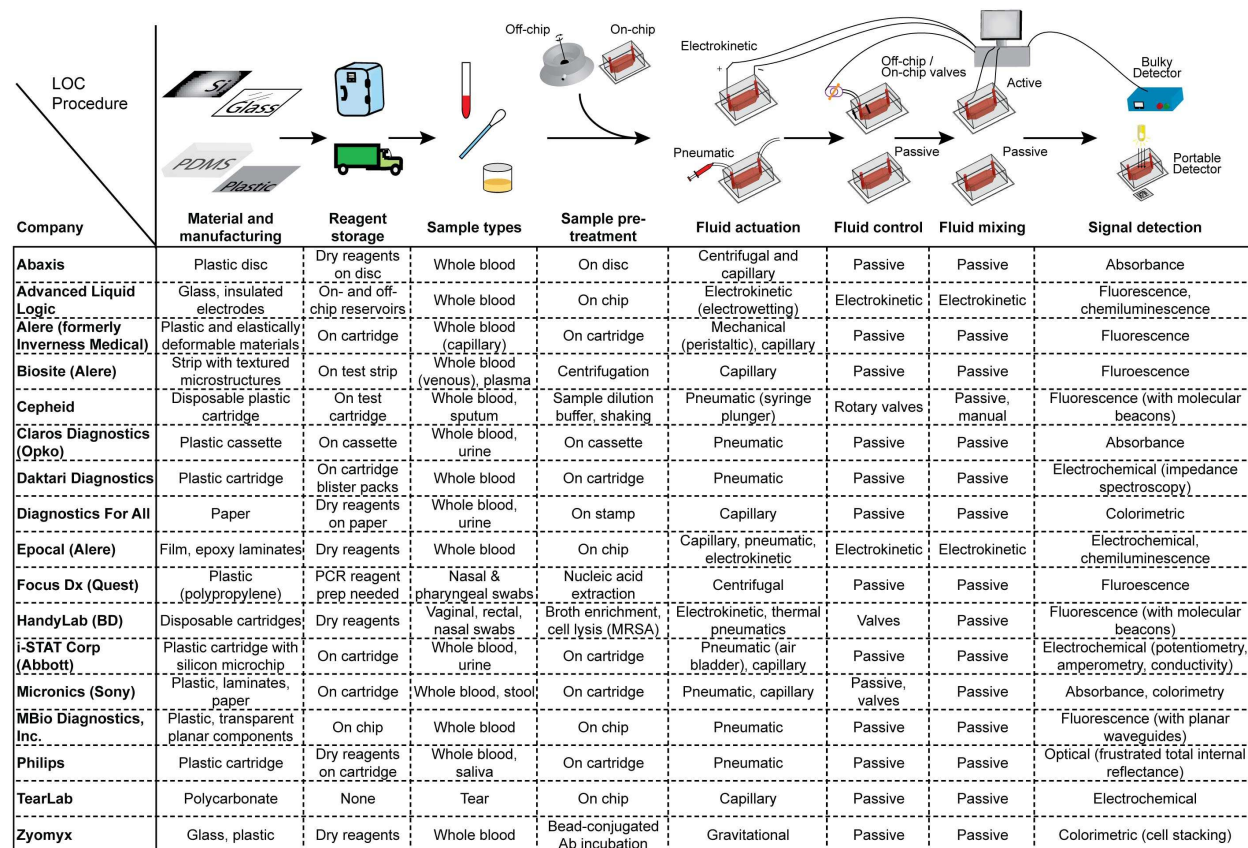 LOC
Procedure
Si
Glass
PDMS
Plastic
Off-chip
On-chip
Electrokinetic
+
-
Pneumatic
Off-chip /
On-chip valves
Passive
Active
Passive
Bulky
Detector
Portable
Detector
Company
Material and
manufacturing
Reagent
storage
Sample types
Sample pre-
treatment
Fluid actuation
Fluid control
Fluid mixing
Signal detection
Abaxis
Plastic disc
Dry reagents
on disc
Whole blood
On disc
Centrifugal and
capillary
Passive
Passive
Absorbance
Advanced Liquid
Logic
Glass, insulated
electrodes
On- and off-
chip reservoirs
Whole blood
On chip
Electrokinetic
(electrowetting)
Electrokinetic
Electrokinetic
Fluorescence,
chemiluminescence
Alere (formerly
Inverness Medical)
Plastic and elastically
deformable materials
On cartridge
Whole blood
(capillary)
On cartridge
Mechanical
(peristaltic), capillary
Passive
Passive
Fluorescence
Biosite (Alere)
Strip with textured
microstructures
On test strip
Whole blood
(venous), plasma
Centrifugation
Capillary
Passive
Passive
Fluroescence
Cepheid
Disposable plastic
cartridge
On test
cartridge
Whole blood,
sputum
Sample dilution
buffer, shaking
Pneumatic (syringe
plunger)
Rotary valves
Passive,
manual
Fluorescence (with molecular
beacons)
Claros Diagnostics
(Opko)
Plastic cassette
On cassette
Whole blood,
urine
On cassette
Pneumatic
Passive
Passive
Absorbance
Daktari Diagnostics
Plastic cartridge
On cartridge
blister packs
Whole blood
On cartridge
Pneumatic
Passive
Passive
Electrochemical (impedance
spectroscopy)
Diagnostics For All
Paper
Dry reagents
on paper
Whole blood,
urine
On stamp
Capillary
Passive
Passive
Colorimetric
Epocal (Alere)
Film, epoxy laminates
Dry reagents
Whole blood
On chip
Capillary, pneumatic,
electrokinetic
Electrokinetic
Electrokinetic
Electrochemical,
chemiluminescence
Focus Dx (Quest)
Plastic
(polypropylene)
PCR reagent
prep needed
Nasal &
pharyngeal swabs
Nucleic acid
extraction
Centrifugal
Passive
Passive
Fluroescence
HandyLab (BD)
Disposable cartridges
Dry reagents
Vaginal, rectal,
nasal swabs
Broth enrichment,
cell lysis (MRSA)
Electrokinetic, thermal
pneumatics
Valves
Passive
Fluorescence (with molecular
beacons)
i-STAT Corp
(Abbott)
Plastic cartridge with
silicon microchip
On cartridge
Whole blood,
urine
On cartridge
Pneumatic (air
bladder), capillary
Passive
Passive
Electrochemical (potentiometry,
amperometry, conductivity)
Micronics (Sony)
Plastic, laminates,
paper
On cartridge
Whole blood, stool
On cartridge
Pneumatic, capillary
Passive,
valves
Passive
Absorbance, colorimetry
MBio Diagnostics,
Inc.
Plastic, transparent
planar components
On chip
Whole blood
On chip
Pneumatic
Passive
Passive
Fluorescence (with planar
waveguides)
Philips
Plastic cartridge
Dry reagents
on cartridge
Whole blood,
saliva
On cartridge
Pneumatic
Passive
Passive
Optical (frustrated total internal
reflectance)
TearLab
Polycarbonate
None
Tear
On chip
Capillary
Passive
Passive
Electrochemical
Zyomyx
Glass, plastic
Dry reagents
Whole blood
Bead-conjugated
Ab incubation
Gravitational
Passive
Passive
Colorimetric (cell stacking)